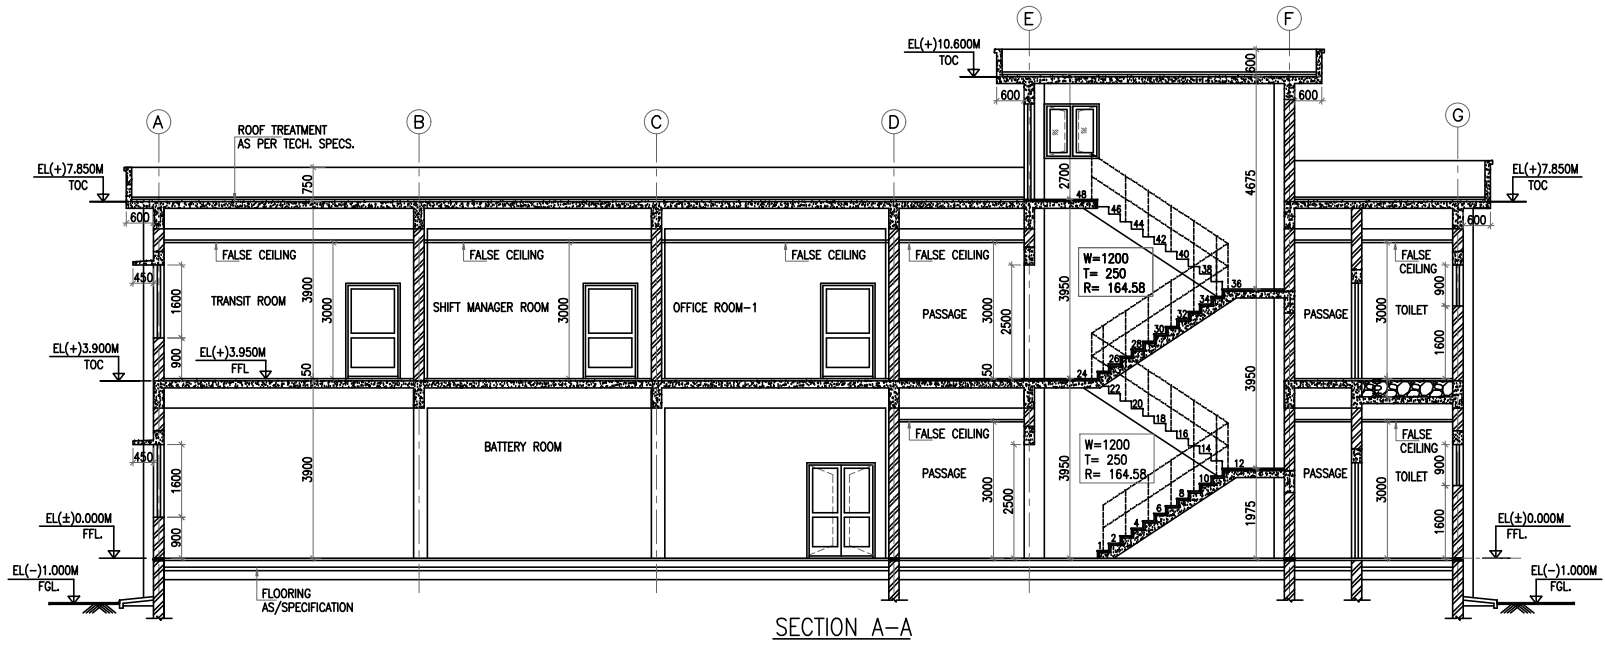 E
F
EL(+)10.600M
TOC
600
600
600
A
B
C
D
G
ROOF TREATMENT
AS PER TECH. SPECS.
EL(+)7.850M
TOC
750
2700
4675
EL(+)7.850M
TOC
600
48
46
44
42
40
38
36
600
FALSE CEILING
FALSE CEILING
FALSE CEILING
FALSE CEILING
FALSE
CEILING
W=1200
T= 250
R= 164.58
450
1600
TRANSIT ROOM
3900
3000
SHIFT MANAGER ROOM
3000
OFFICE ROOM-1
PASSAGE
3000
2500
3950
34
32
30
28
26
24
PASSAGE
3000
TOILET
900
1600
EL(+)3.900M
TOC
EL(+)3.950M
FFL
900
50
50
3950
22
20
18
16
14
12
BATTERY ROOM
FALSE CEILING
FALSE
CEILING
W=1200
T= 250
R= 164.58
450
1600
3900
PASSAGE
3000
2500
3950
10
8
6
4
2
1
1975
PASSAGE
3000
TOILET
900
1600
EL(±)0.000M
FFL.
900
EL(±)0.000M
FFL.
EL(-)1.000M
FGL.
FLOORING
AS/SPECIFICATION
EL(-)1.000M
FGL.
SECTION A-A